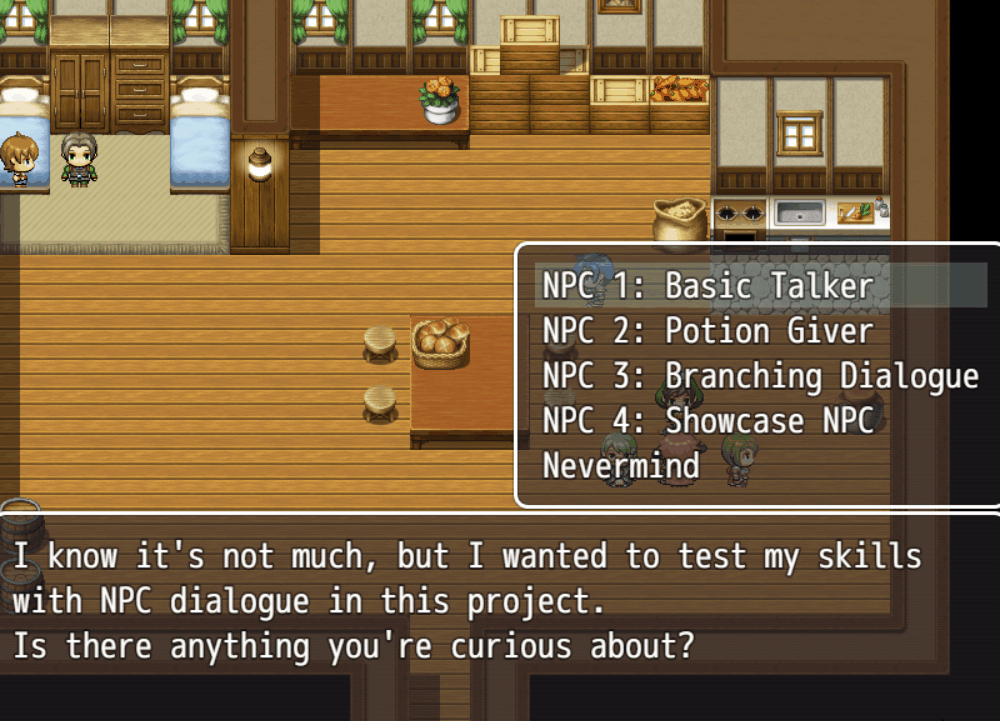 NPC 1: Basic Talker
NPC 2: Potion Giver
NPC 3: Branching Dialogue
NPC 4: Showcase NPC
Nevermind
I know it's not much, but I wanted to test my skills
with NPC dialogue in this project.
Is there anything you're curious about?